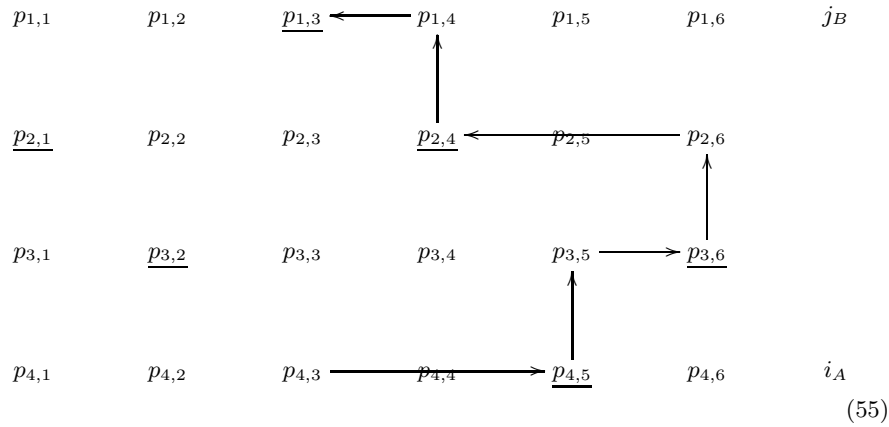 p1,1 p1,2 p1,3 p1,4 p1,5 p1,6 jB
p2,1 p2,2 p2,3 p2,4 p2,5 p2,6
p3,1 p3,2 p3,3 p3,4 p3,5 p3,6
p4,1 p4,2 p4,3 p4,4 p4,5 p4,6 iA
(55)